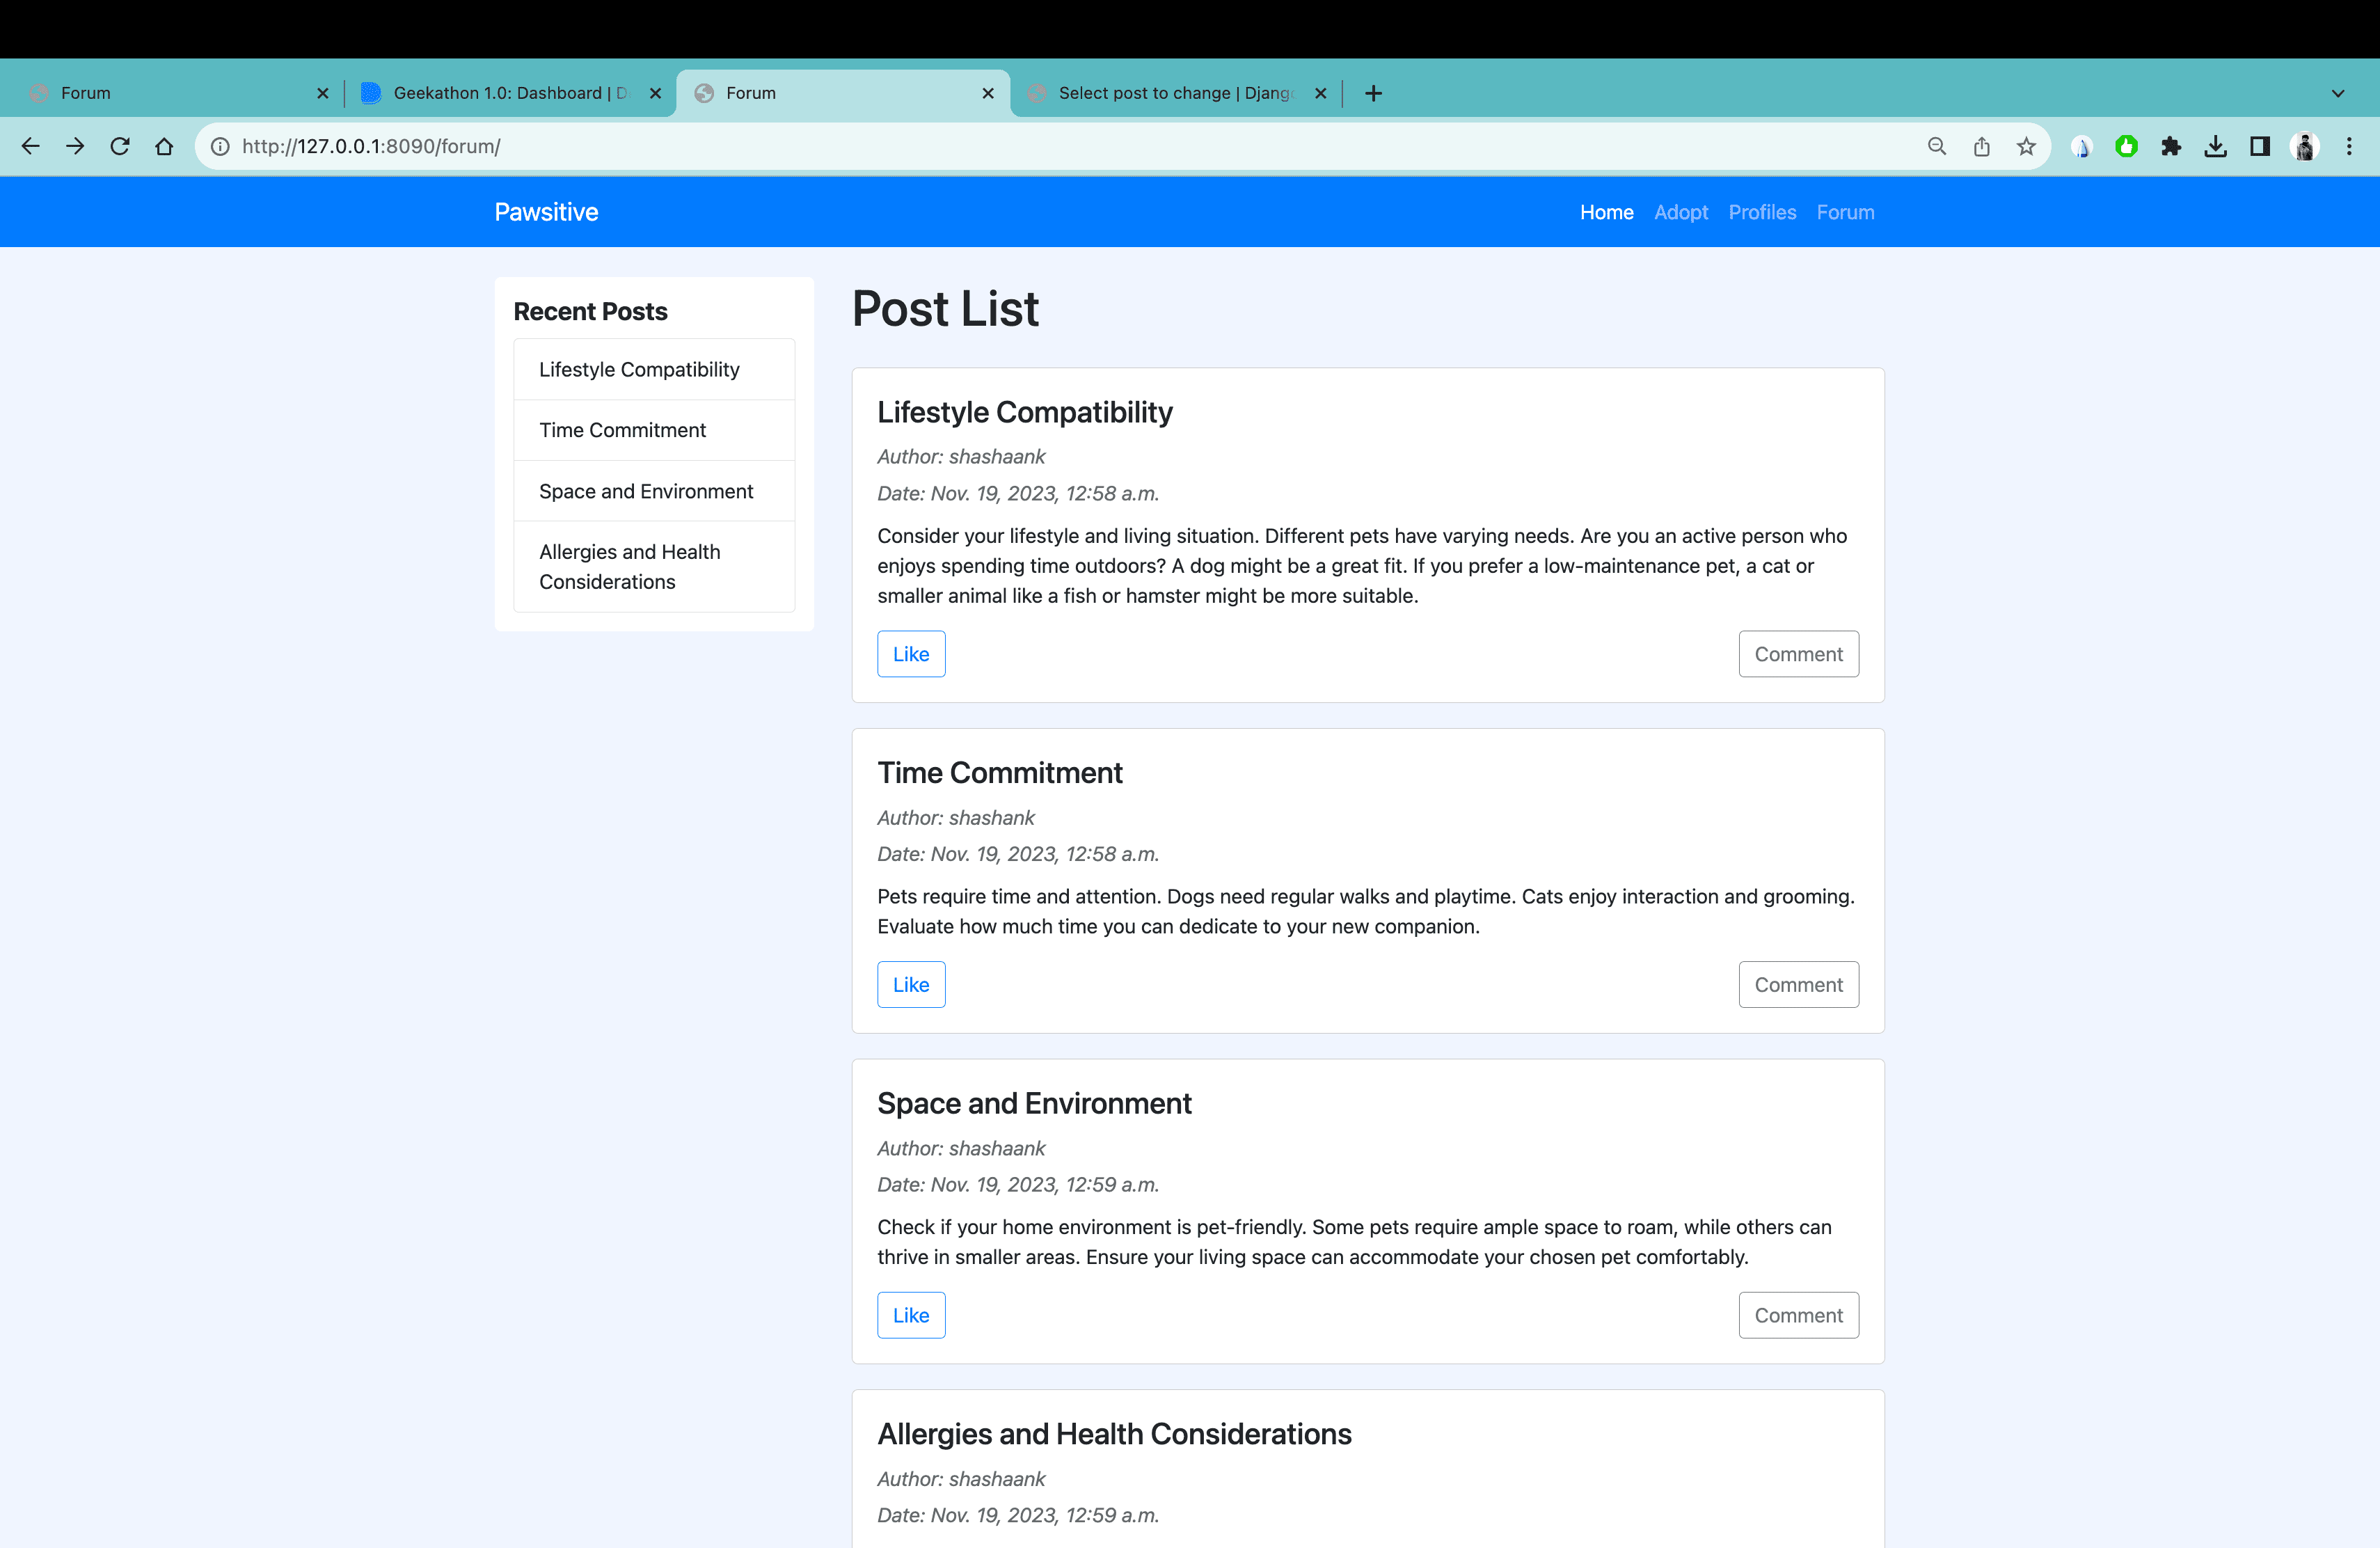 Forum
Geekathon 1.0: Dashboard | D
Forum
Select post to change | Djang
http://127.0.0.1:8090/forum/
Pawsitive
Home
Adopt
Profiles
Forum
Recent Posts
Lifestyle Compatibility
Time Commitment
Space and Environment
Allergies and Health
Considerations
Post List
Lifestyle Compatibility
Author: shashaank
Date: Nov. 19, 2023, 12:58 a.m.
Consider your lifestyle and living situation. Different pets have varying needs. Are you an active person who
enjoys spending time outdoors? A dog might be a great fit. If you prefer a low-maintenance pet, a cat or
smaller animal like a fish or hamster might be more suitable.
Like
Comment
Time Commitment
Author: shashank
Date: Nov. 19, 2023, 12:58 a.m.
Pets require time and attention. Dogs need regular walks and playtime. Cats enjoy interaction and grooming.
Evaluate how much time you can dedicate to your new companion.
Like
Comment
Space and Environment
Author: shashaank
Date: Nov. 19, 2023, 12:59 a.m.
Check if your home environment is pet-friendly. Some pets require ample space to roam, while others can
thrive in smaller areas. Ensure your living space can accommodate your chosen pet comfortably.
Like
Comment
Allergies and Health Considerations
Author: shashaank
Date: Nov. 19, 2023, 12:59 a.m.